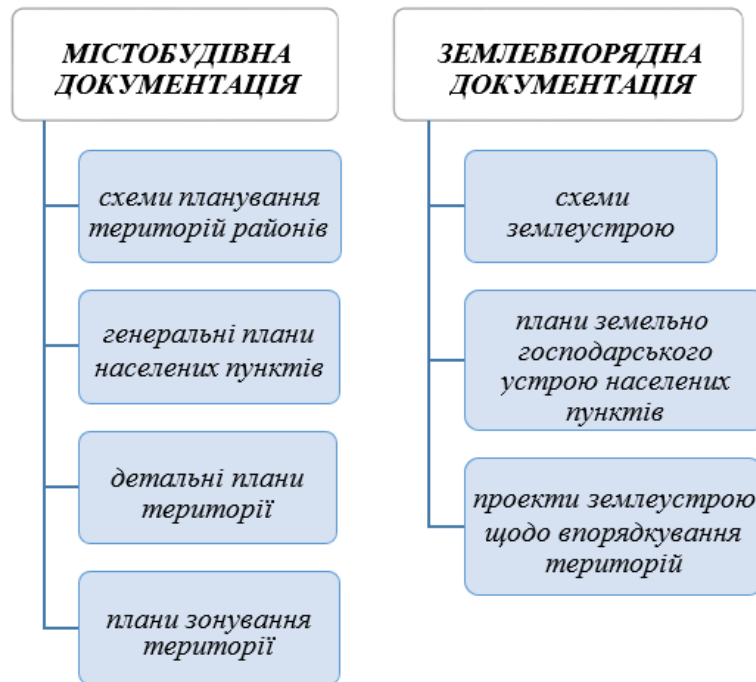 МІСТОБУДІВНА
ДОКУМЕНТАЦІЯ
схеми планування
територій районів
генеральні плани
населених пунктів
детальні плани
території
плани зонування
території
ЗЕМЛЕВПОРЯДНА
ДОКУМЕНТАЦІЯ
схеми
землеустрою
плани земельно
господарського
устрою населених
пунктів
проекти землеустрою
щодо впорядкування
територій